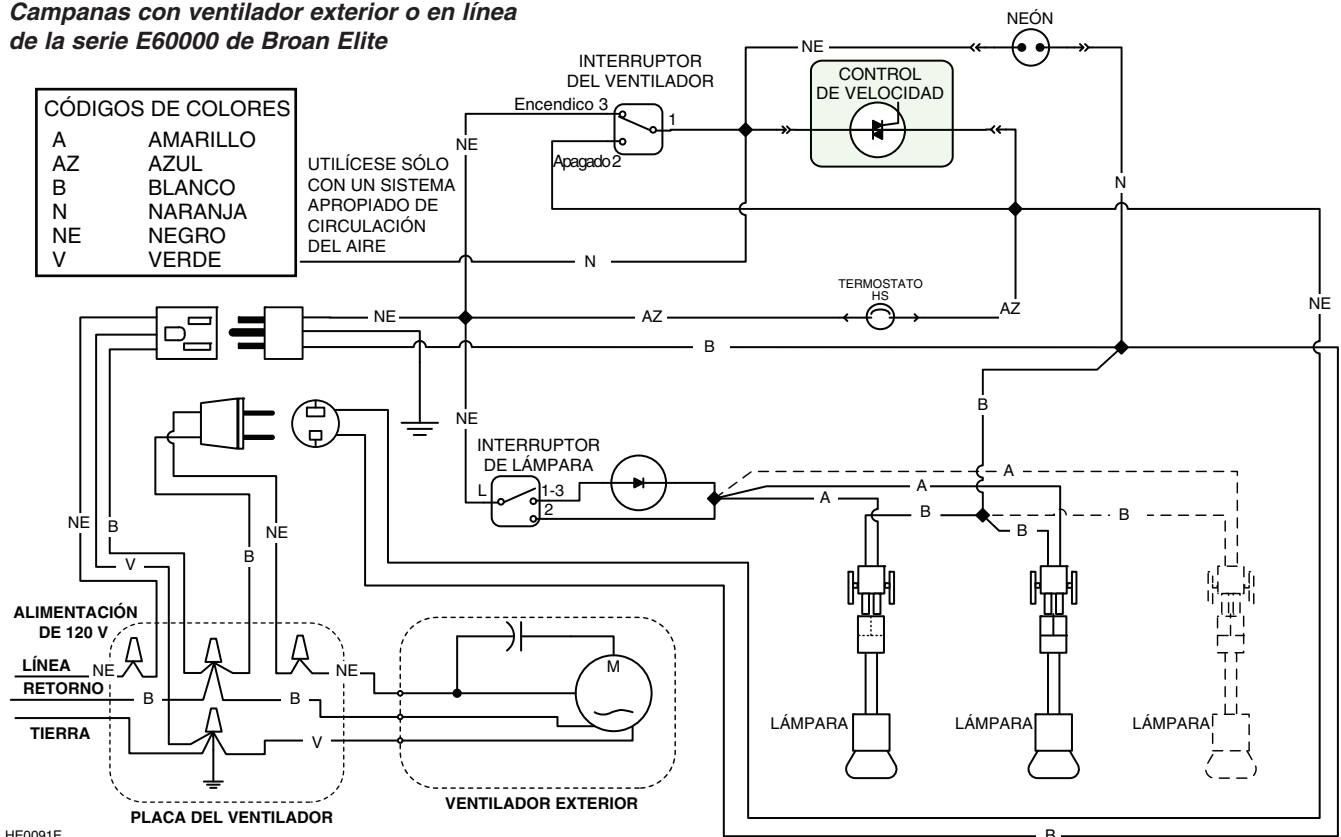 Campanas con ventilador exterior o en línea
de la serie E60000 de Broan Elite
CÓDIGOS DE COLORES
A AMARILLO
AZ AZUL
B BLANCO
N NARANJA
NE NEGRO
V VERDE
UTILÍCESE SÓLO
CON UN SISTEMA
APROPIADO DE
CIRCULACIÓN
DEL AIRE
INTERRUPTOR
DEL VENTILADOR
Encendico 3
1
Apagado 2
NE
NE
NEÓN
CONTROL
DE VELOCIDAD
N
N
TERMOSTATO
HS
NE
AZ
AZ
NE
B
NE
INTERRUPTOR
DE LÁMPARA
L
1-3
2
A
A
A
B
B
B
B
NE
B
V
B
NE
ALIMENTACIÓN
DE 120 V
LÍNEA
NE
NE
RETORNO
B
B
TIERRA
V
M
LÁMPARA
LÁMPARA
LÁMPARA
PLACA DEL VENTILADOR
VENTILADOR EXTERIOR
B
HE0091E